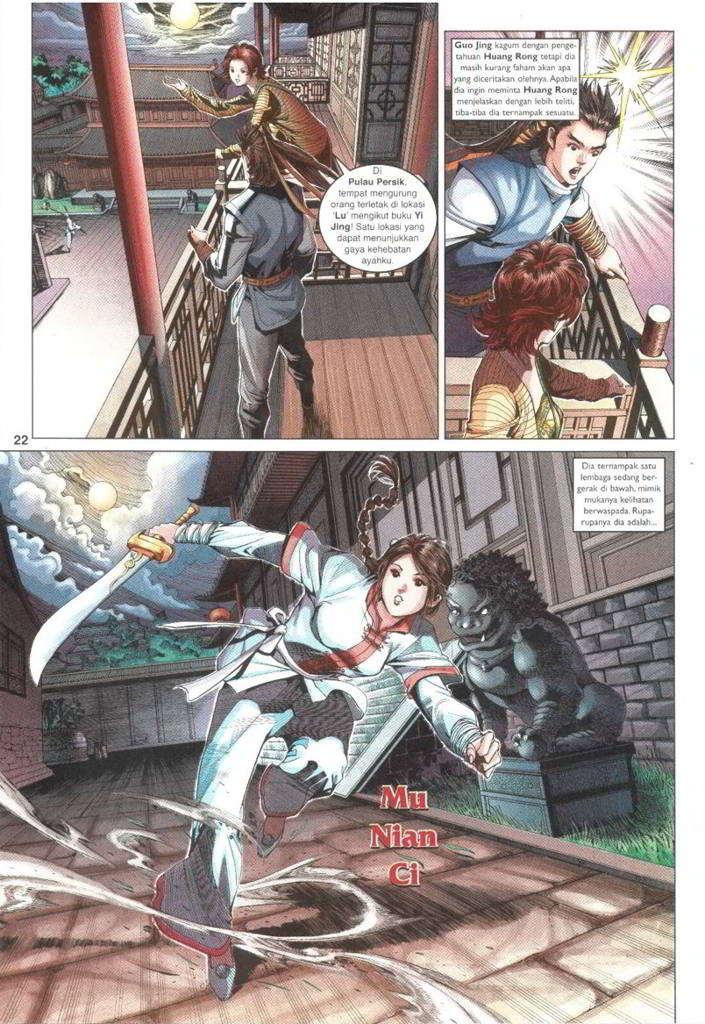 Di
Pulau Persik,
tempat mengurung
orang terletak di lokasi
'Lu' mengikut buku Yi
Jing! Satu lokasi yang
dapat menunjukkan
gaya kehebatan
ayahku.
Guo Jing kagum dengan penge-
tahuan Huang Rong tetapi dia
masih kurang faham akan apa
yang diceritakan olehnya. Apabila
dia ingin meminta Huang Rong
menjelaskan dengan lebih teliti,
tiba-tiba dia ternampak sesuatu.
22
Dia ternampak satu
lembaga sedang ber-
gerak di bawah, mimik
mukanya kelihatan
berwaspada. Rupa-
rupanya dia adalah...
Mu
Nian
Ci